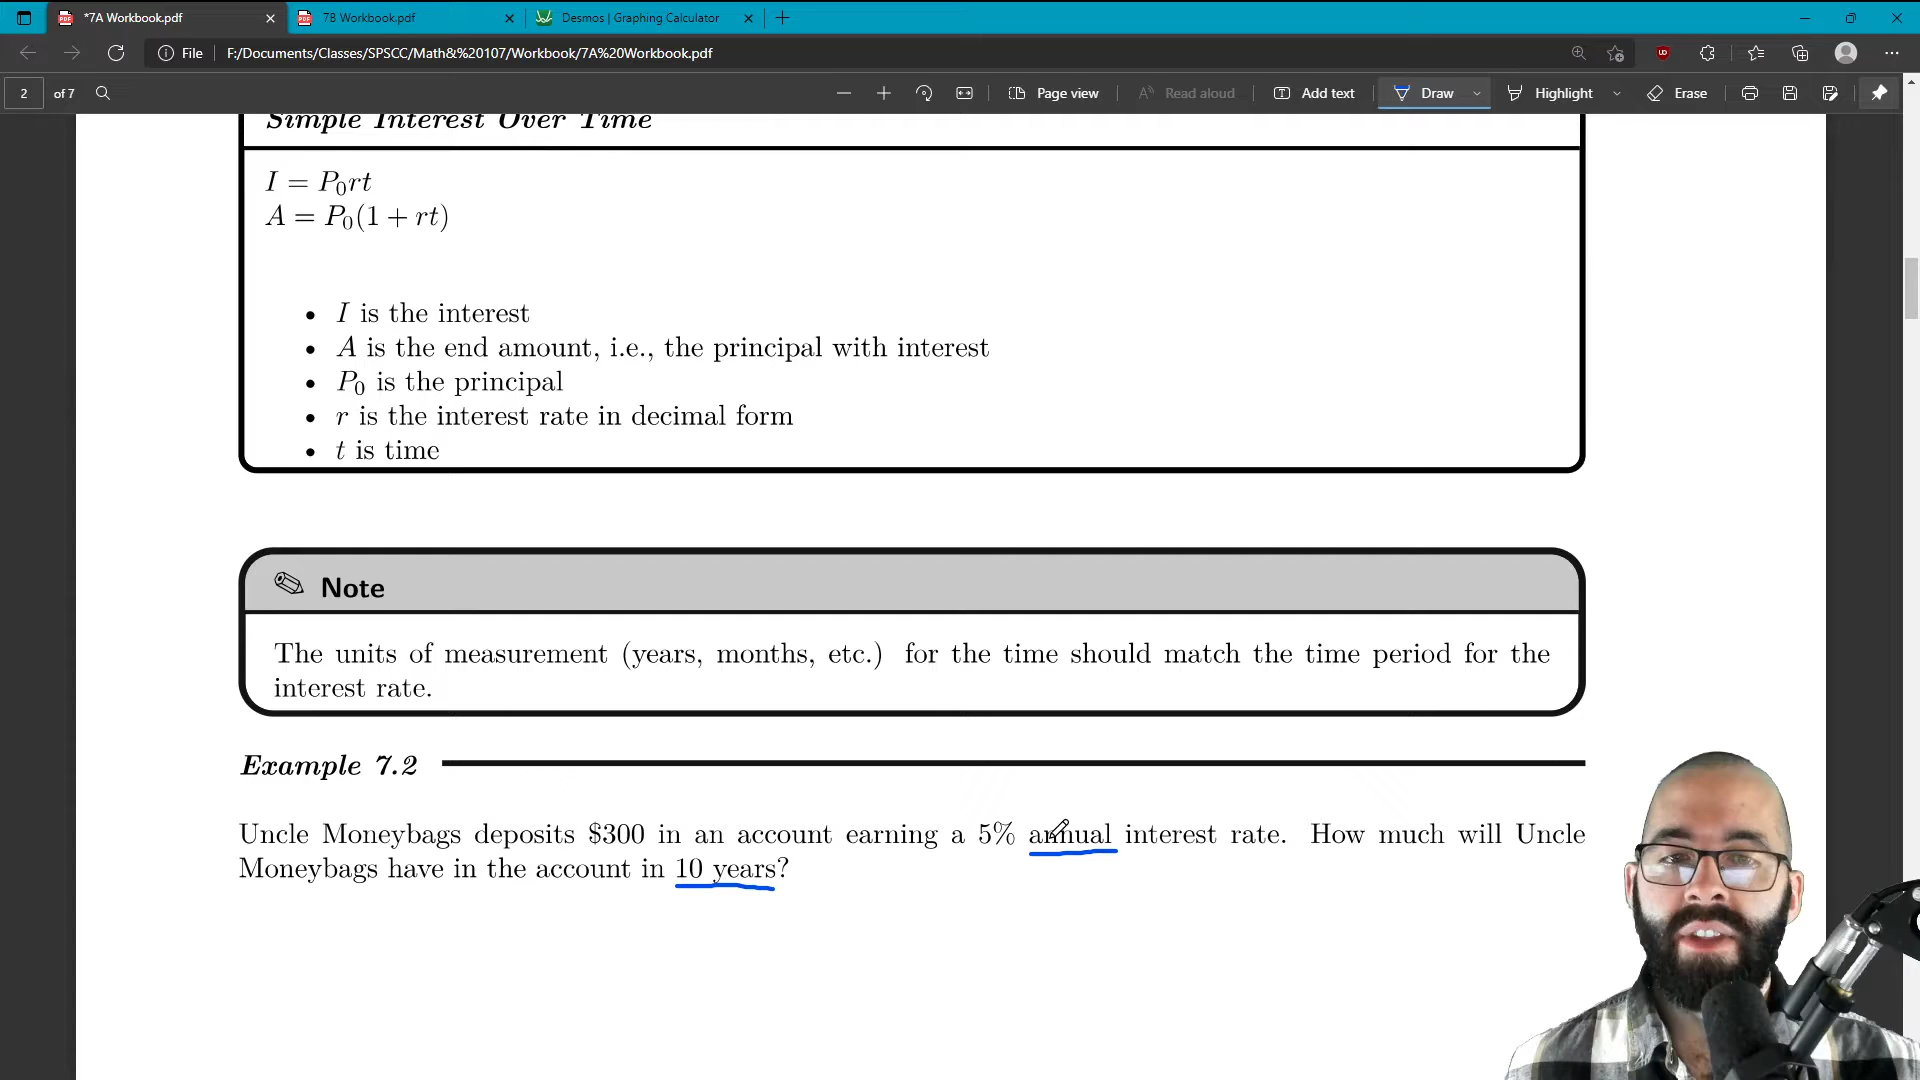 *7A Workbook.pdf
7B Workbook.pdf
Desmos | Graphing Calculator
File
F:/Documents/Classes/SPSCC/Math&%20107/Workbook/7A%20Workbook.pdf
2 of 7
Page view
Read aloud
Add text
Draw
Highlight
Erase
Simple Interest Over Time
I = P₀rt
A = P₀(1 + rt)
• I is the interest
• A is the end amount, i.e., the principal with interest
• P₀ is the principal
• r is the interest rate in decimal form
• t is time
Note
The units of measurement (years, months, etc.) for the time should match the time period for the
interest rate.
Example 7.2
Uncle Moneybags deposits $300 in an account earning a 5% annual interest rate. How much will Uncle
Moneybags have in the account in 10 years?